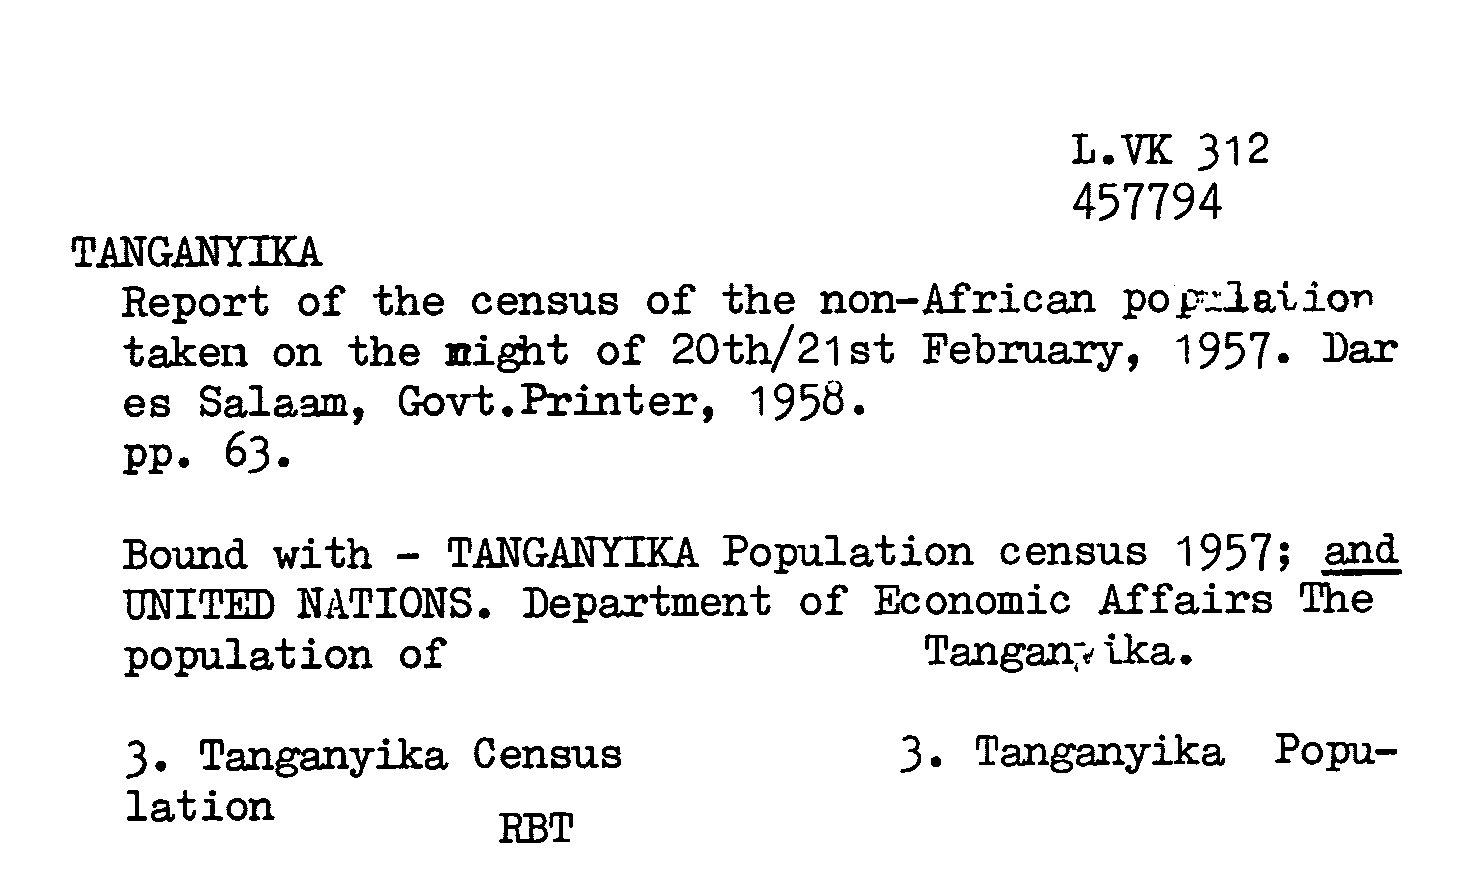 L.VK 312
457794
TANGANYIKA
Report of the census of the non-African population
taken on the night of 20th/21st February, 1957. Dar
es Salaam, Govt.Printer, 1958.
pp. 63.
Bound with - TANGANYIKA Population census 1957; and
UNITED NATIONS. Department of Economic Affairs The
population of Tanganyika.
3. Tanganyika Census 3. Tanganyika Popu-
lation
RBT